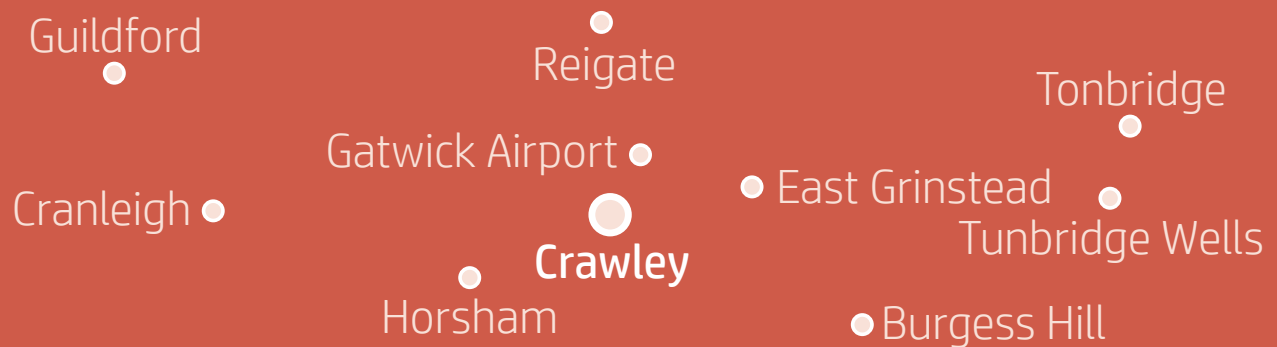 Guildford
Reigate
Tonbridge
Gatwick Airport
East Grinstead
Cranleigh
Tunbridge Wells
Crawley
Horsham
Burgess Hill